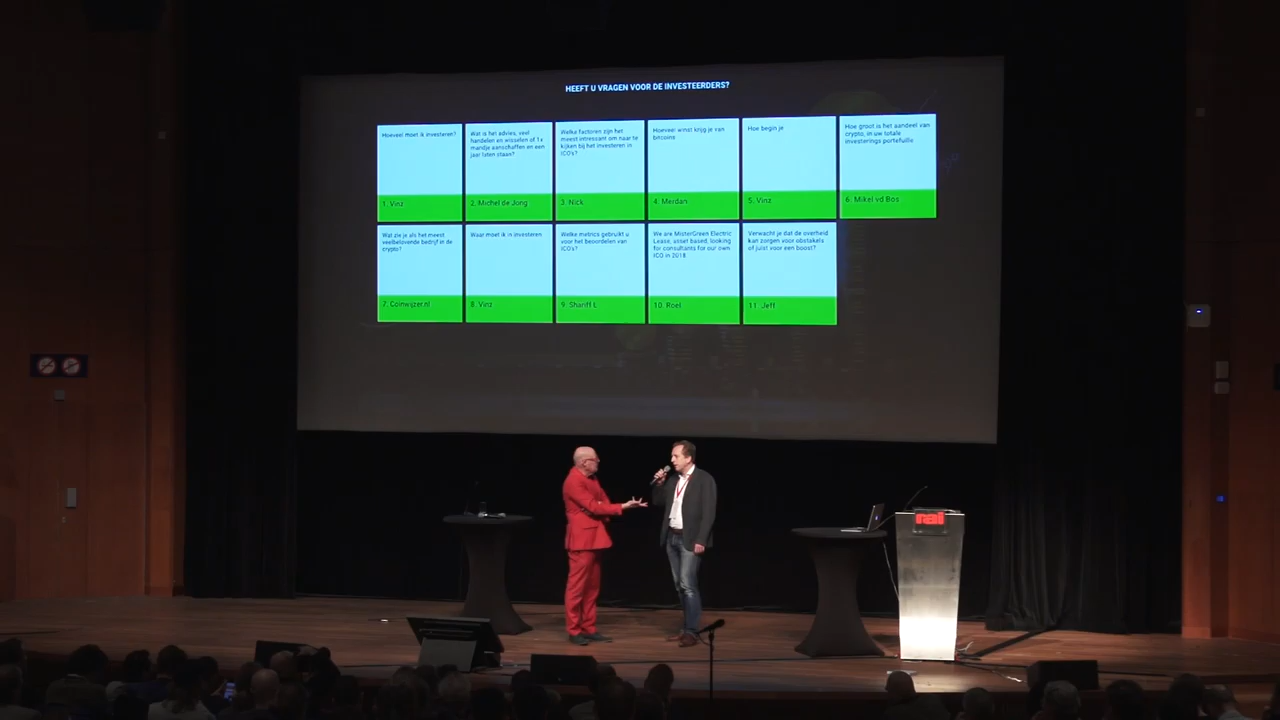 HEEFT U VRAGEN VOOR DE INVESTEERDERS?
Hoeveel moet ik investeren?
1. Vinz
Wat is het advies, veel
handelen en wisselen of 1x
mandje aanschaffen en een
jaar laten staan?
2. Michel de Jong
Welke factoren zijn het
meest intressant om naar te
kijken bij het investeren in
ICO's?
3. Nick
Hoeveel winst krijg je van
bitcoins
4. Merdan
Hoe begin je
5. Vinz
Hoe groot is het aandeel van
crypto, in uw totale
investerings portefuille
6. Mikel vd Bos
Wat zie je als het meest
veelbelovende bedrijf in de
crypto?
7. Coinwijzer.nl
Waar moet ik in investeren
8. Vinz
Welke metrics gebruikt u
voor het beoordelen van
ICO's?
9. Shariff L
We are MisterGreen Electric
Lease, asset based, looking
for consultants for our own
ICO in 2018
10. Roel
Verwacht je dat de overheid
kan zorgen voor obstakels
of juist voor een boost?
11. Jeff
rai